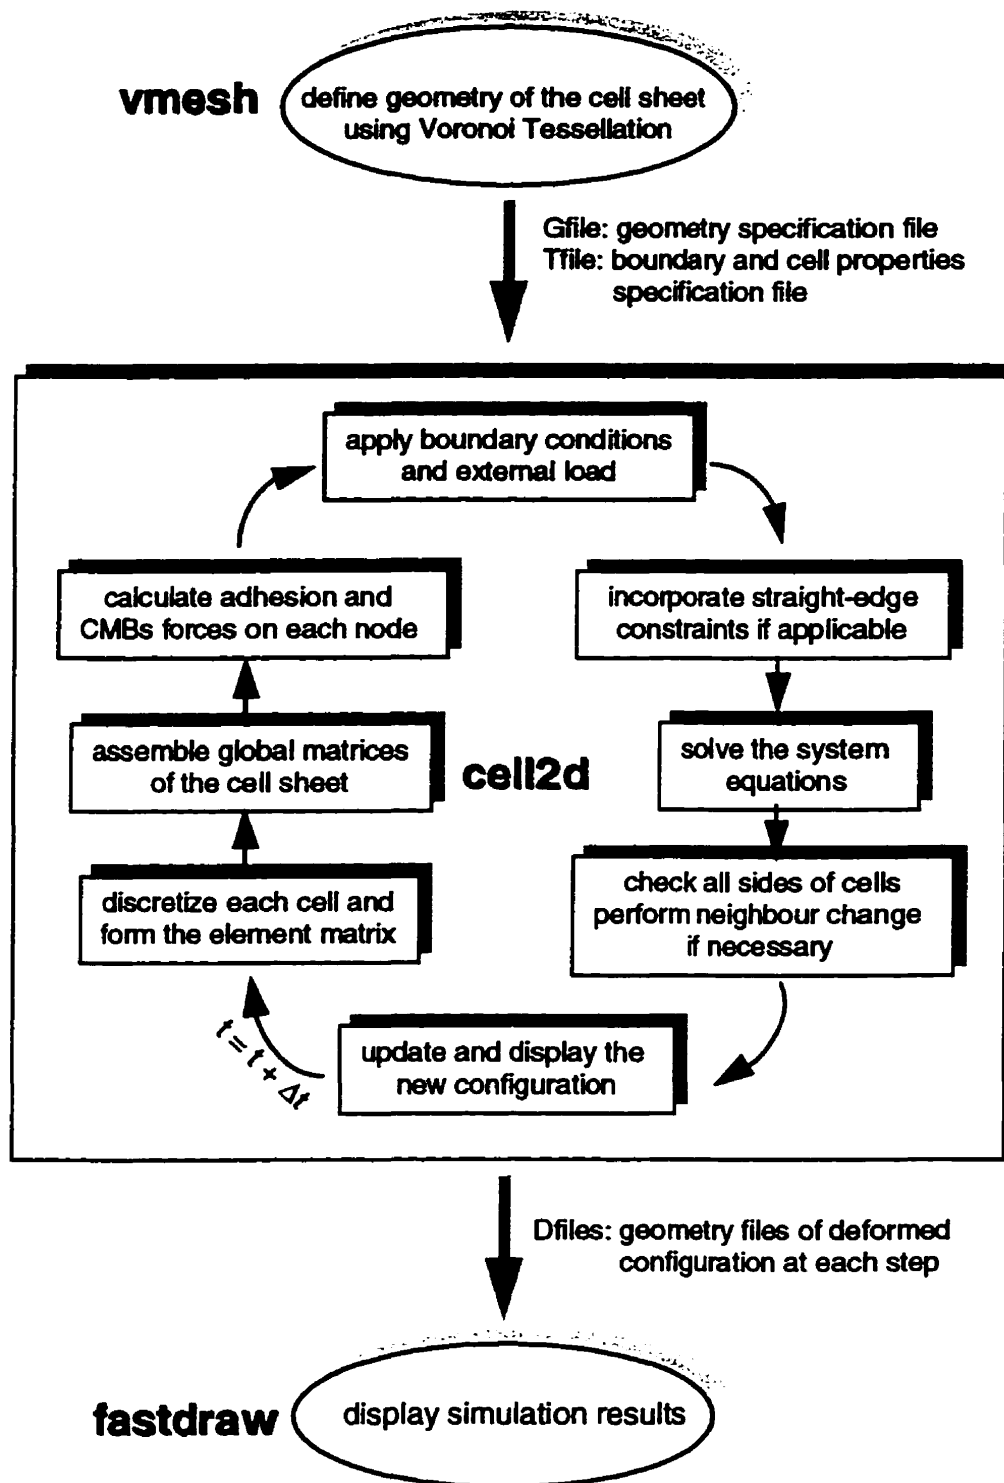 vmesh
define geometry of the cell sheet
using Voronoi Tessellation
Gfile: geometry specification file
Tfile: boundary and cell properties
specification file
apply boundary conditions
and external load
calculate adhesion and
CMBs forces on each node
incorporate straight-edge
constraints if applicable
assemble global matrices
of the cell sheet
cell2d
solve the system
equations
discretize each cell and
form the element matrix
check all sides of cells
perform neighbour change
if necessary
t = t + Δt
update and display the
new configuration
Dfiles: geometry files of deformed
configuration at each step
fastdraw
display simulation results